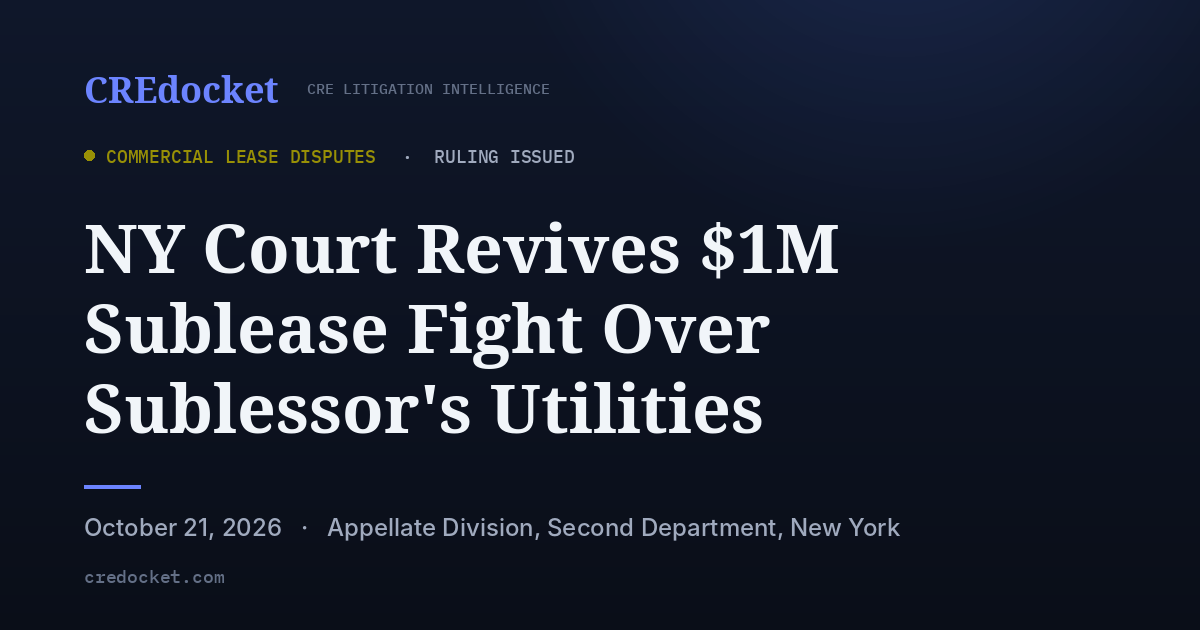 CREdocket CRE LITIGATION INTELLIGENCE
COMMERCIAL LEASE DISPUTES · RULING ISSUED
NY Court Revives $1M
Sublease Fight Over
Sublessor's Utilities
October 21, 2026 · Appellate Division, Second Department, New York
credocket.com